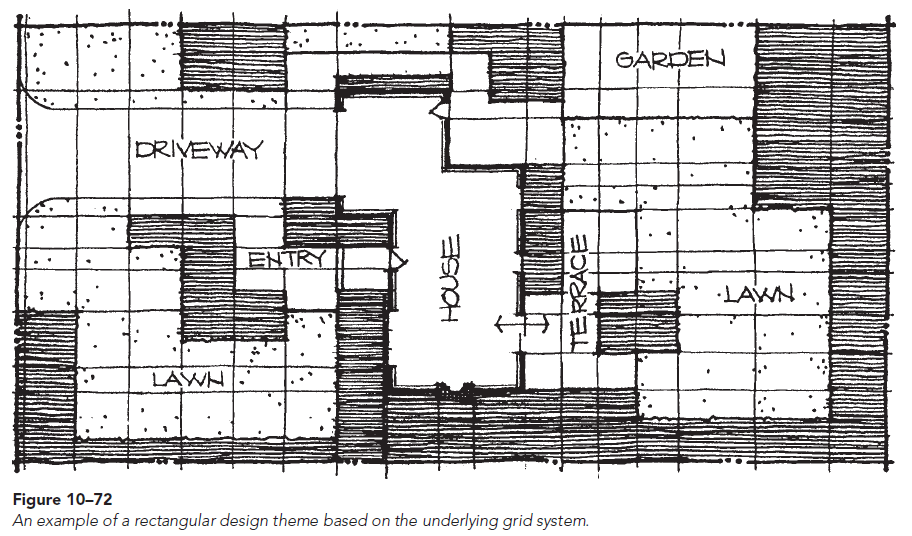 GARDEN
DRIVEWAY
ENTRY
HOUSE
TERRACE
LAWN
LAWN
Figure 10–72
An example of a rectangular design theme based on the underlying grid system.